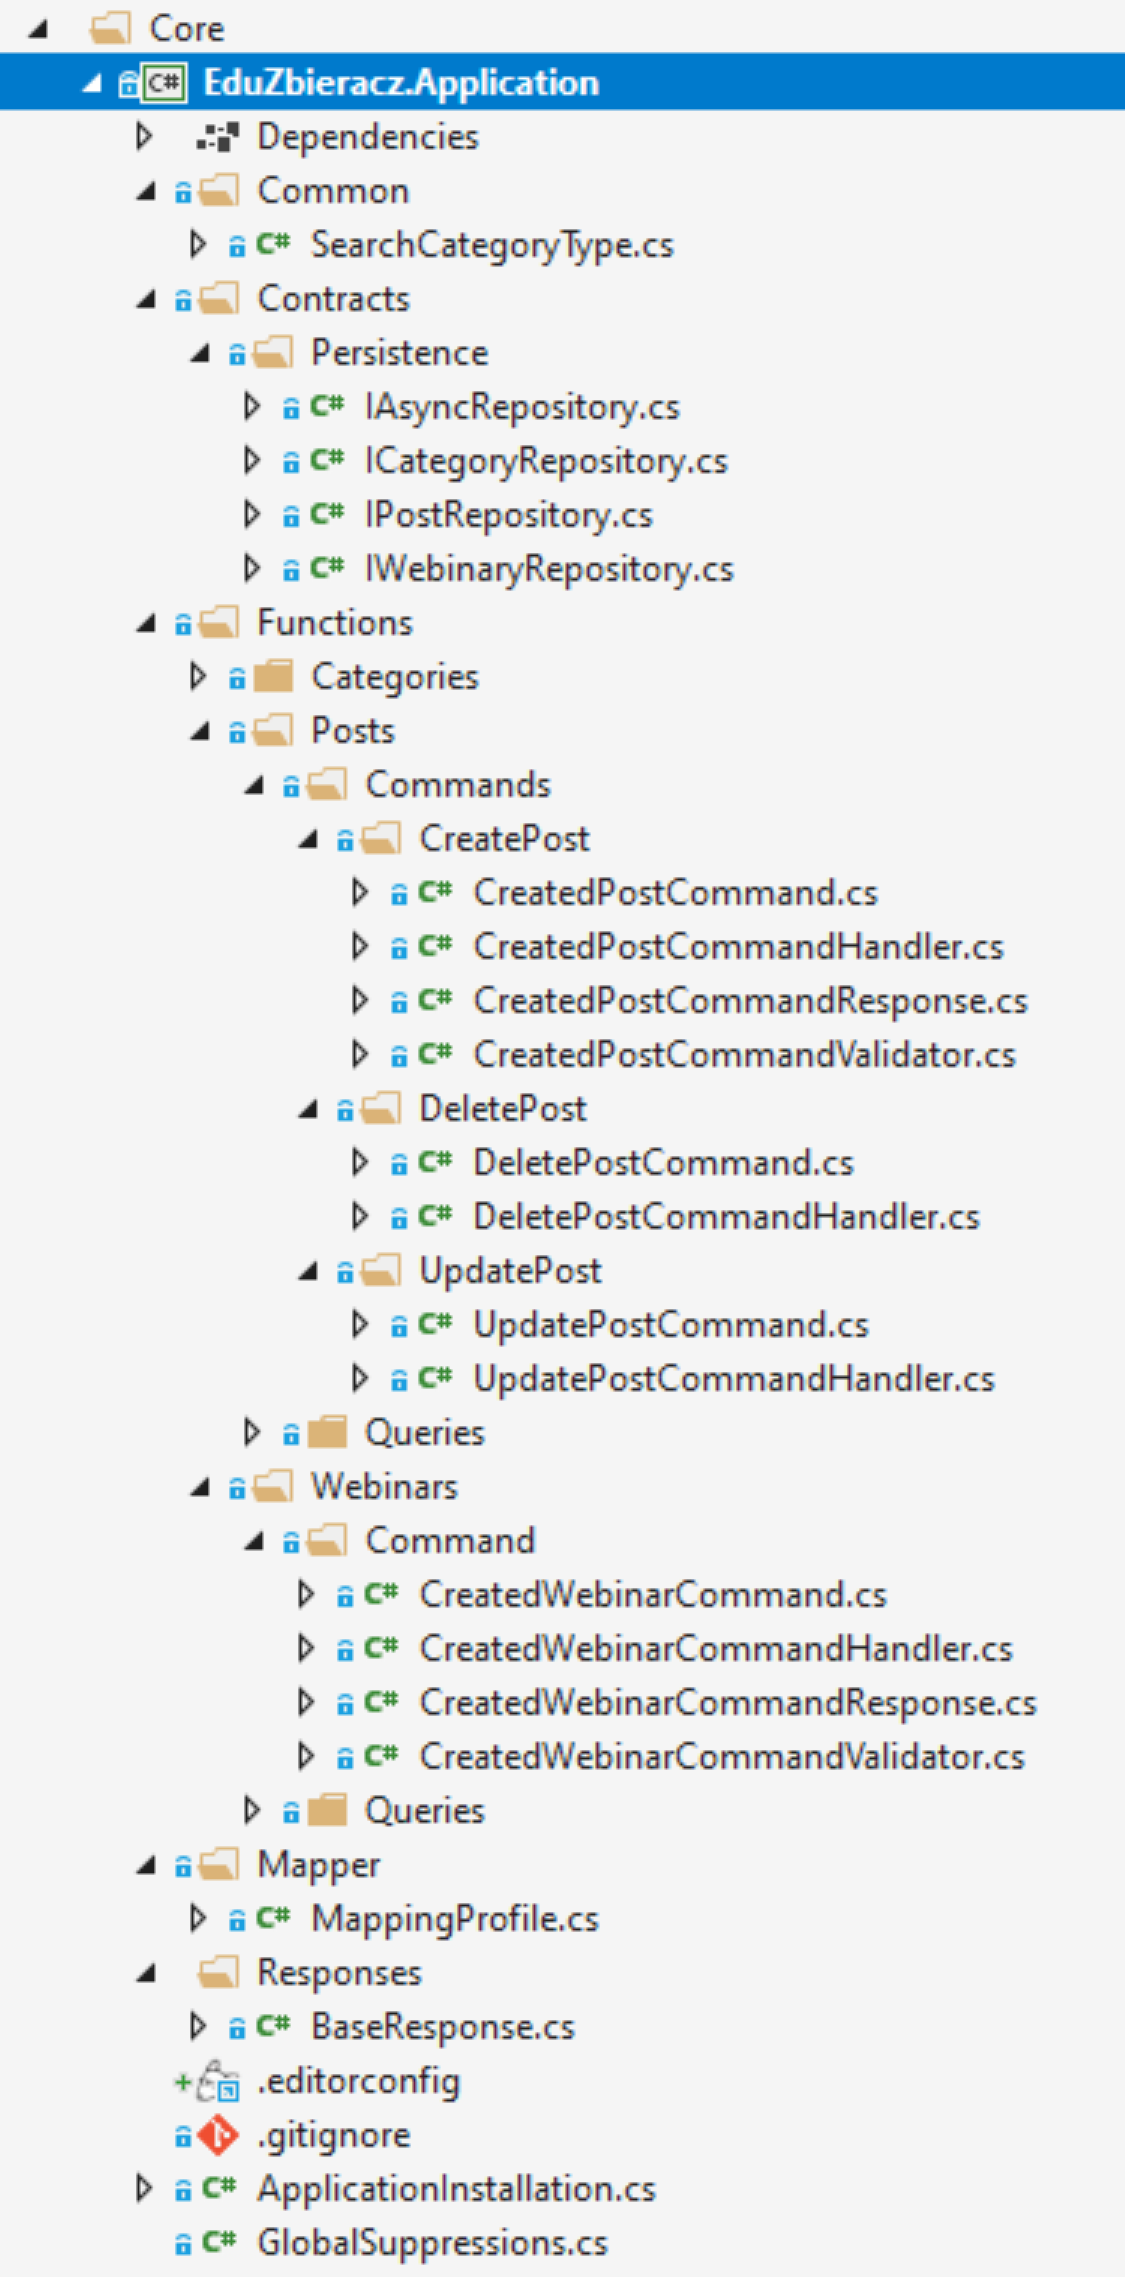 Core
C# EduZbieracz.Application
Dependencies
Common
C# SearchCategoryType.cs
Contracts
Persistence
C# IAsyncRepository.cs
C# ICategoryRepository.cs
C# IPostRepository.cs
C# IWebinaryRepository.cs
Functions
Categories
Posts
Commands
CreatePost
C# CreatedPostCommand.cs
C# CreatedPostCommandHandler.cs
C# CreatedPostCommandResponse.cs
C# CreatedPostCommandValidator.cs
DeletePost
C# DeletePostCommand.cs
C# DeletePostCommandHandler.cs
UpdatePost
C# UpdatePostCommand.cs
C# UpdatePostCommandHandler.cs
Queries
Webinars
Command
C# CreatedWebinarCommand.cs
C# CreatedWebinarCommandHandler.cs
C# CreatedWebinarCommandResponse.cs
C# CreatedWebinarCommandValidator.cs
Queries
Mapper
C# MappingProfile.cs
Responses
C# BaseResponse.cs
.editorconfig
.gitignore
C# ApplicationInstallation.cs
C# GlobalSuppressions.cs